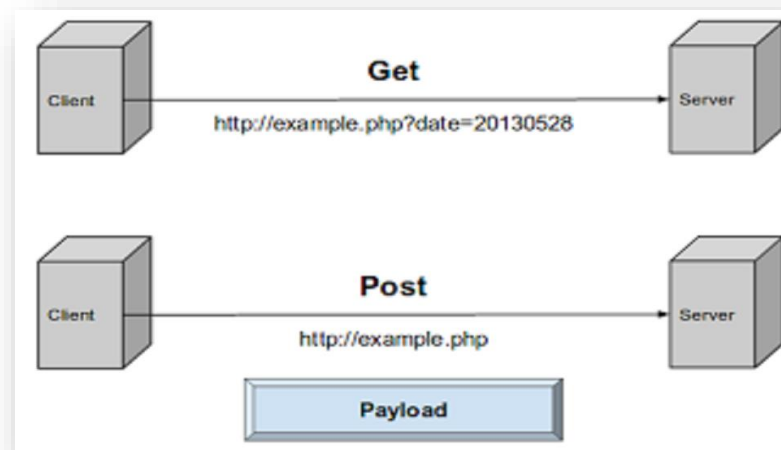 Get
Client
Server
http://example.php?date=20130528
Post
Client
Server
http://example.php
Payload